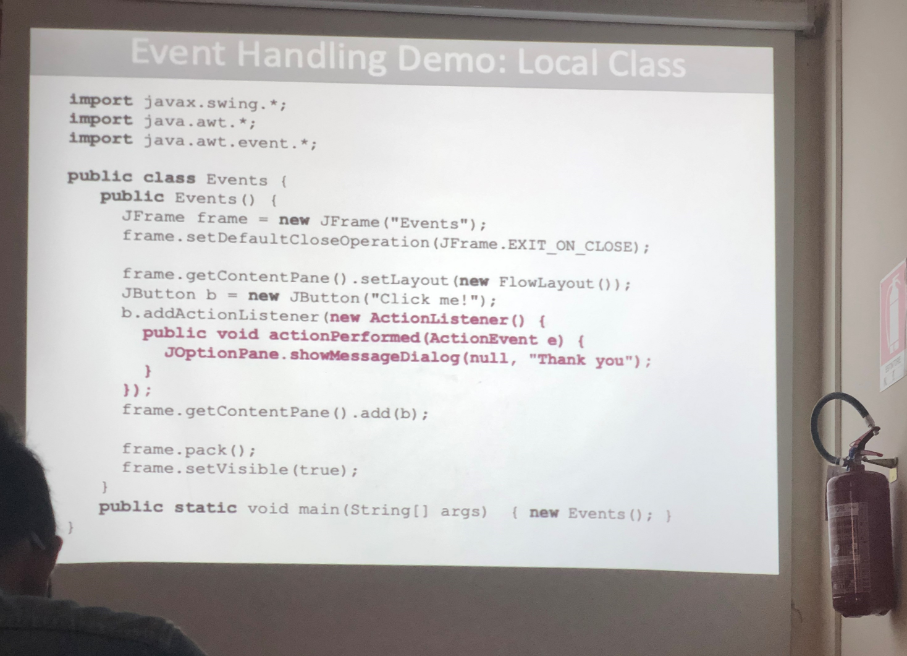 Event Handling Demo: Local Class
import javax.swing.*;
import java.awt.*;
import java.awt.event.*;
public class Events {
public Events() {
JFrame frame = new JFrame("Events");
frame.setDefaultCloseOperation(JFrame.EXIT_ON_CLOSE);
frame.getContentPane().setLayout(new FlowLayout());
JButton b = new JButton("Click me!");
b.addActionListener(new ActionListener() {
public void actionPerformed(ActionEvent e) {
JOptionPane.showMessageDialog(null, "Thank you");
}
});
frame.getContentPane().add(b);
frame.pack();
frame.setVisible(true);
}
public static void main(String[] args) { new Events(); }
}